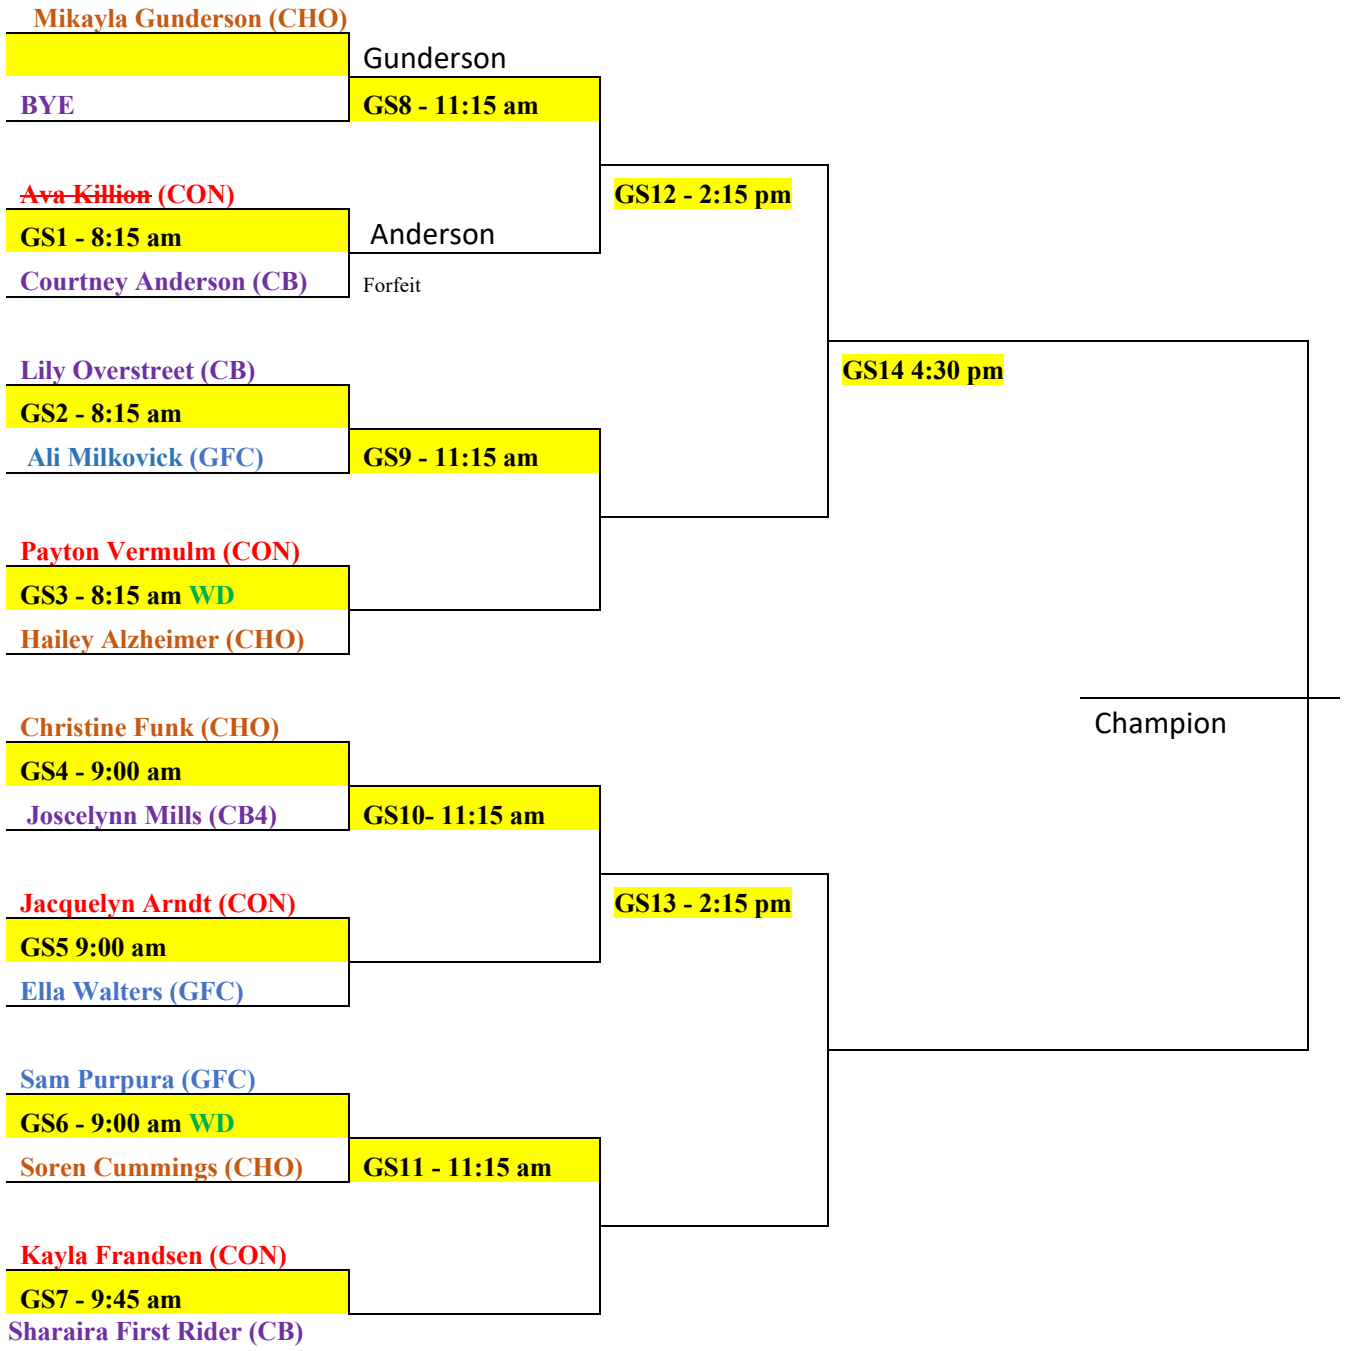 Mikayla Gunderson (CHO)
Gunderson
BYE
GS8 - 11:15 am
Ava Killion (CON)
GS12 - 2:15 pm
GS1 - 8:15 am
Anderson
Courtney Anderson (CB)
Forfeit
Lily Overstreet (CB)
GS14 4:30 pm
GS2 - 8:15 am
Ali Milkovick (GFC)
GS9 - 11:15 am
Payton Vermulm (CON)
GS3 - 8:15 am WD
Hailey Alzheimer (CHO)
Christine Funk (CHO)
Champion
GS4 - 9:00 am
Joscelynn Mills (CB4)
GS10- 11:15 am
Jacquelyn Arndt (CON)
GS13 - 2:15 pm
GS5 9:00 am
Ella Walters (GFC)
Sam Purpura (GFC)
GS6 - 9:00 am WD
Soren Cummings (CHO)
GS11 - 11:15 am
Kayla Frandsen (CON)
GS7 - 9:45 am
Sharaira First Rider (CB)